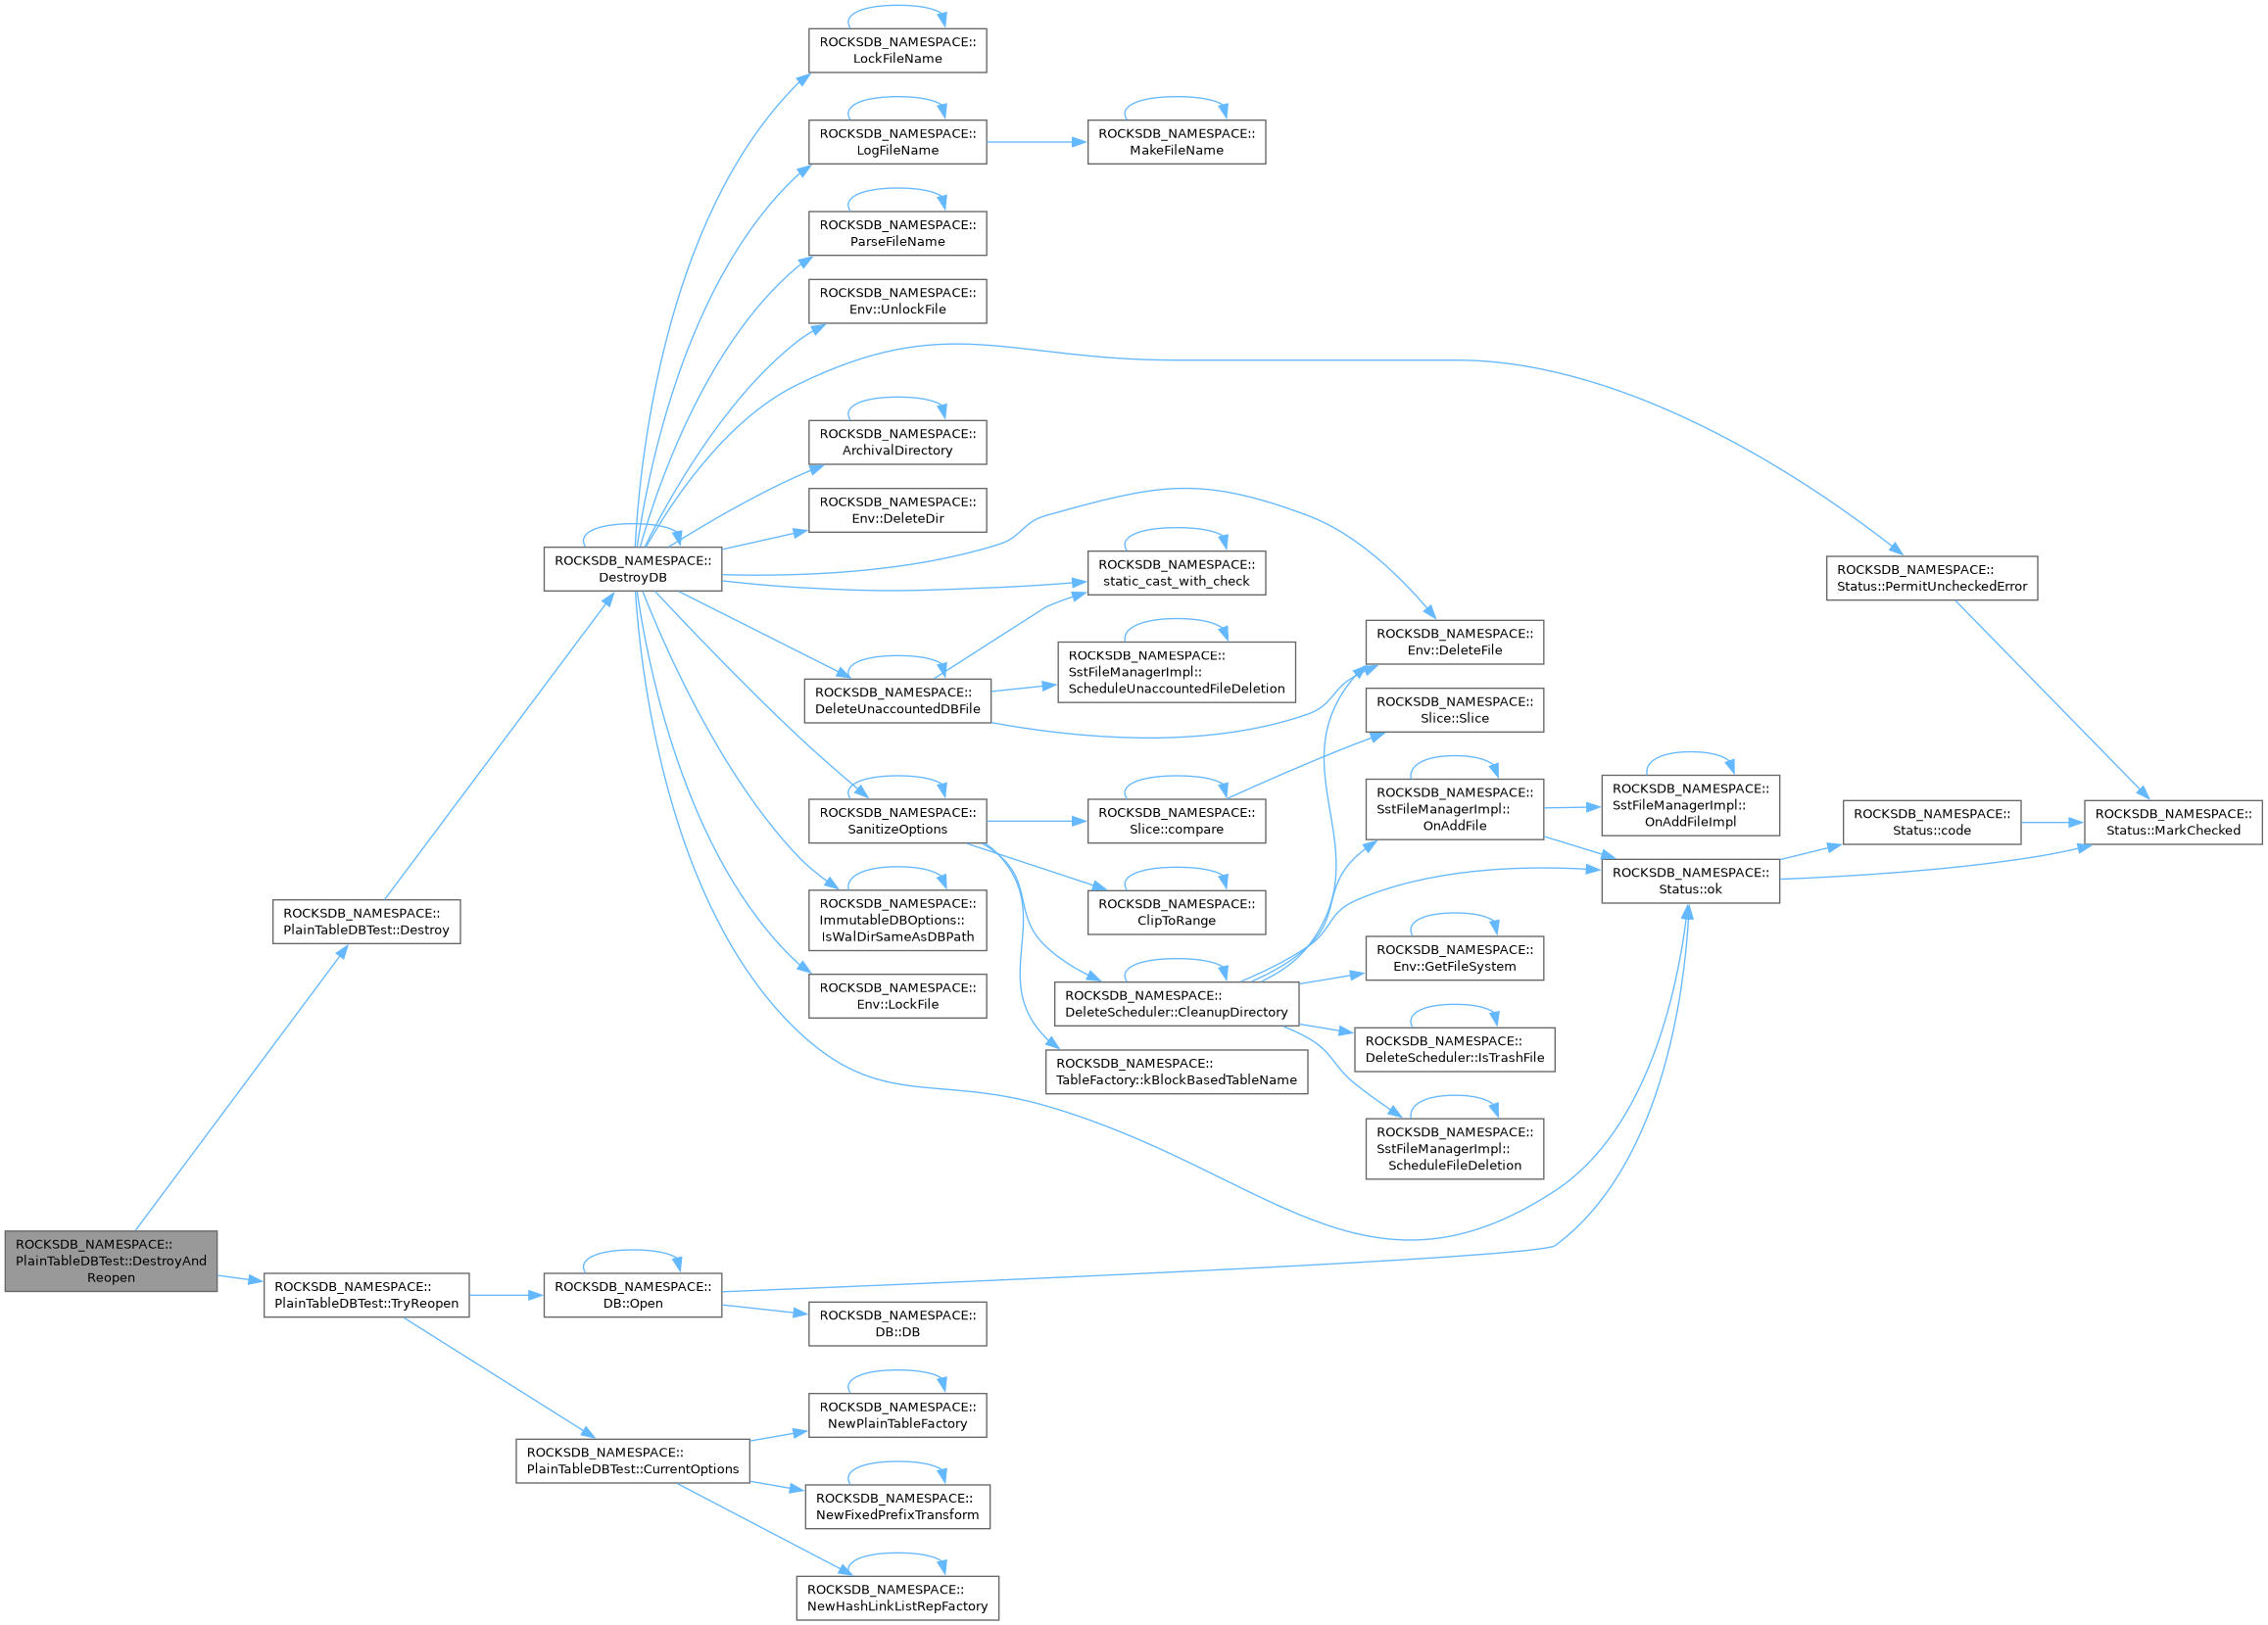 ROCKSDB_NAMESPACE::
PlainTableDBTest::DestroyAnd
Reopen
ROCKSDB_NAMESPACE::
PlainTableDBTest::Destroy
ROCKSDB_NAMESPACE::
PlainTableDBTest::TryReopen
ROCKSDB_NAMESPACE::
DestroyDB
ROCKSDB_NAMESPACE::
DB::Open
ROCKSDB_NAMESPACE::
PlainTableDBTest::CurrentOptions
ROCKSDB_NAMESPACE::
LockFileName
ROCKSDB_NAMESPACE::
LogFileName
ROCKSDB_NAMESPACE::
ParseFileName
ROCKSDB_NAMESPACE::
Env::UnlockFile
ROCKSDB_NAMESPACE::
ArchivalDirectory
ROCKSDB_NAMESPACE::
Env::DeleteDir
ROCKSDB_NAMESPACE::
DeleteUnaccountedDBFile
ROCKSDB_NAMESPACE::
SanitizeOptions
ROCKSDB_NAMESPACE::
ImmutableDBOptions::
IsWalDirSameAsDBPath
ROCKSDB_NAMESPACE::
Env::LockFile
ROCKSDB_NAMESPACE::
DB::DB
ROCKSDB_NAMESPACE::
NewPlainTableFactory
ROCKSDB_NAMESPACE::
NewFixedPrefixTransform
ROCKSDB_NAMESPACE::
NewHashLinkListRepFactory
ROCKSDB_NAMESPACE::
MakeFileName
ROCKSDB_NAMESPACE::
static_cast_with_check
ROCKSDB_NAMESPACE::
SstFileManagerImpl::
ScheduleUnaccountedFileDeletion
ROCKSDB_NAMESPACE::
Slice::compare
ROCKSDB_NAMESPACE::
ClipToRange
ROCKSDB_NAMESPACE::
DeleteScheduler::CleanupDirectory
ROCKSDB_NAMESPACE::
TableFactory::kBlockBasedTableName
ROCKSDB_NAMESPACE::
Env::DeleteFile
ROCKSDB_NAMESPACE::
Slice::Slice
ROCKSDB_NAMESPACE::
SstFileManagerImpl::
OnAddFile
ROCKSDB_NAMESPACE::
Env::GetFileSystem
ROCKSDB_NAMESPACE::
DeleteScheduler::IsTrashFile
ROCKSDB_NAMESPACE::
SstFileManagerImpl::
ScheduleFileDeletion
ROCKSDB_NAMESPACE::
SstFileManagerImpl::
OnAddFileImpl
ROCKSDB_NAMESPACE::
Status::ok
ROCKSDB_NAMESPACE::
Status::PermitUncheckedError
ROCKSDB_NAMESPACE::
Status::code
ROCKSDB_NAMESPACE::
Status::MarkChecked